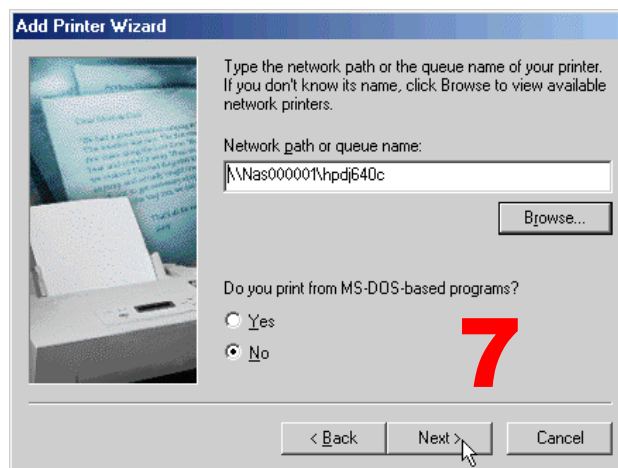 Add Printer Wizard
Type the network path or the queue name of your printer.
If you don't know its name, click Browse to view available
network printers.
Network path or queue name:
\\Nas000001\hpdj640c
Browse...
Do you print from MS-DOS-based programs?
Yes
No
7
< Back
Next >
Cancel